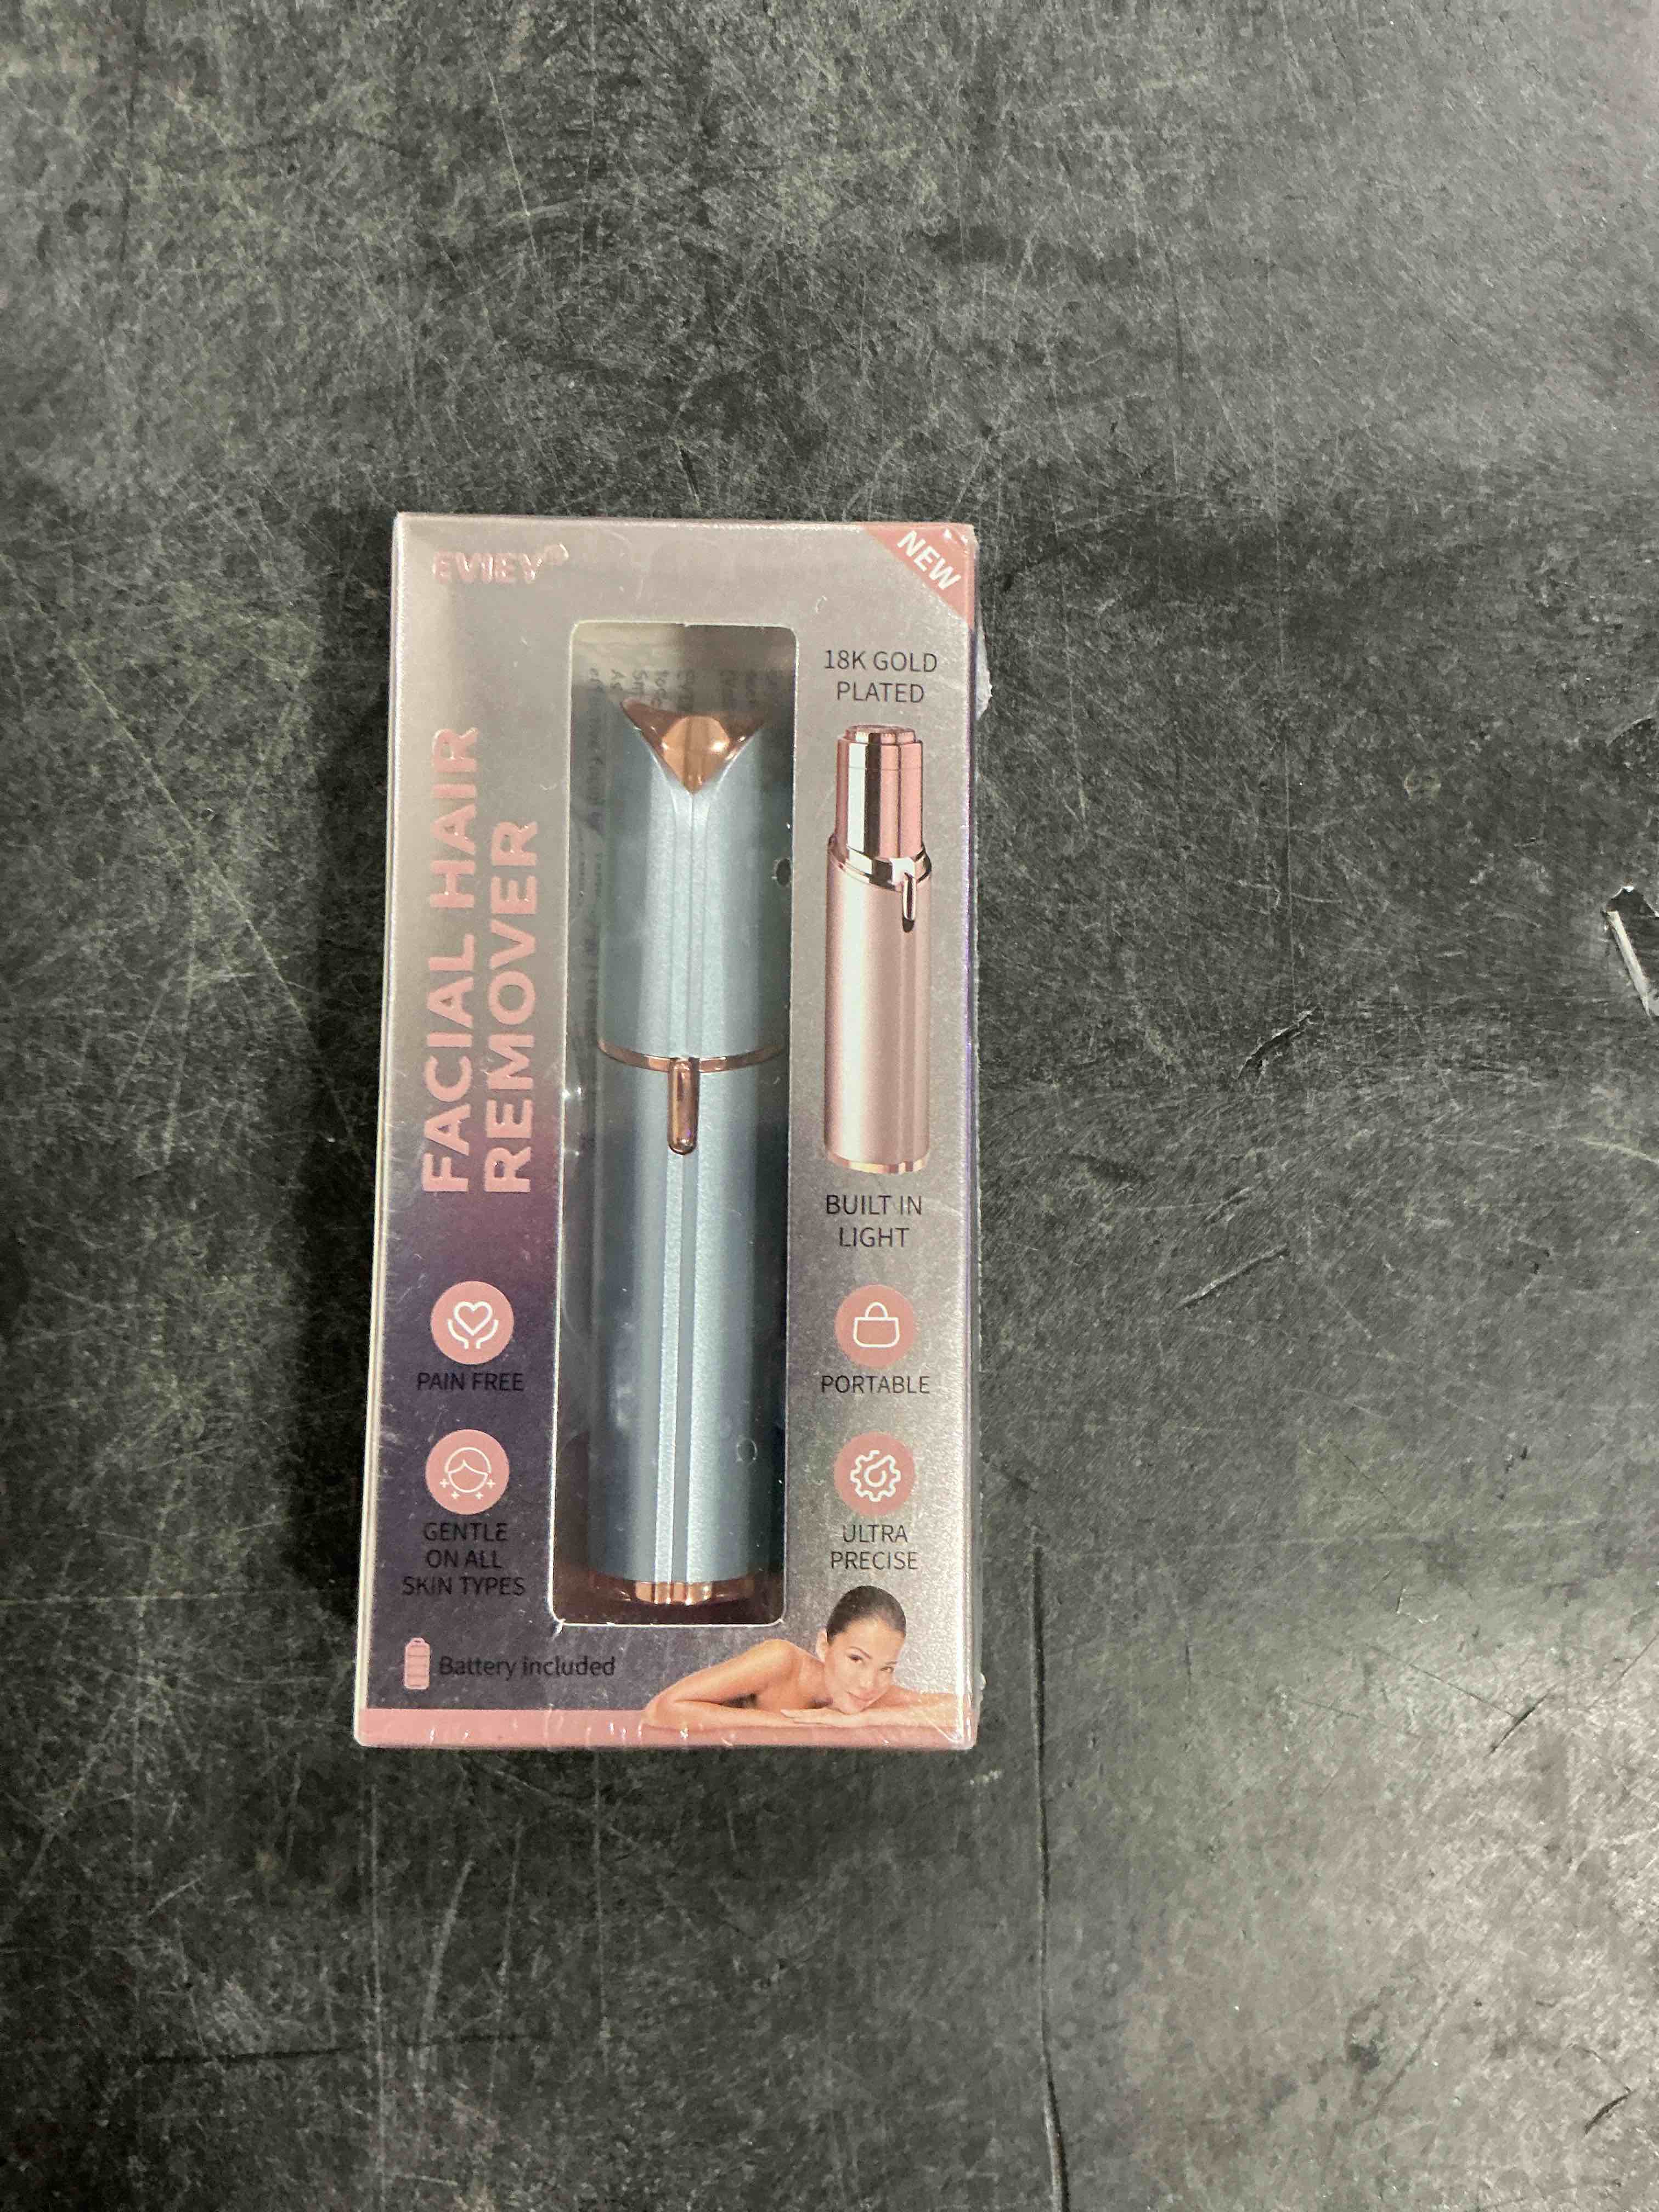 EVIEY®
NEW
18K GOLD
PLATED
FACIAL HAIR
REMOVER
BUILT IN
LIGHT
PAIN FREE
PORTABLE
GENTLE
ON ALL
SKIN TYPES
ULTRA
PRECISE
Battery included